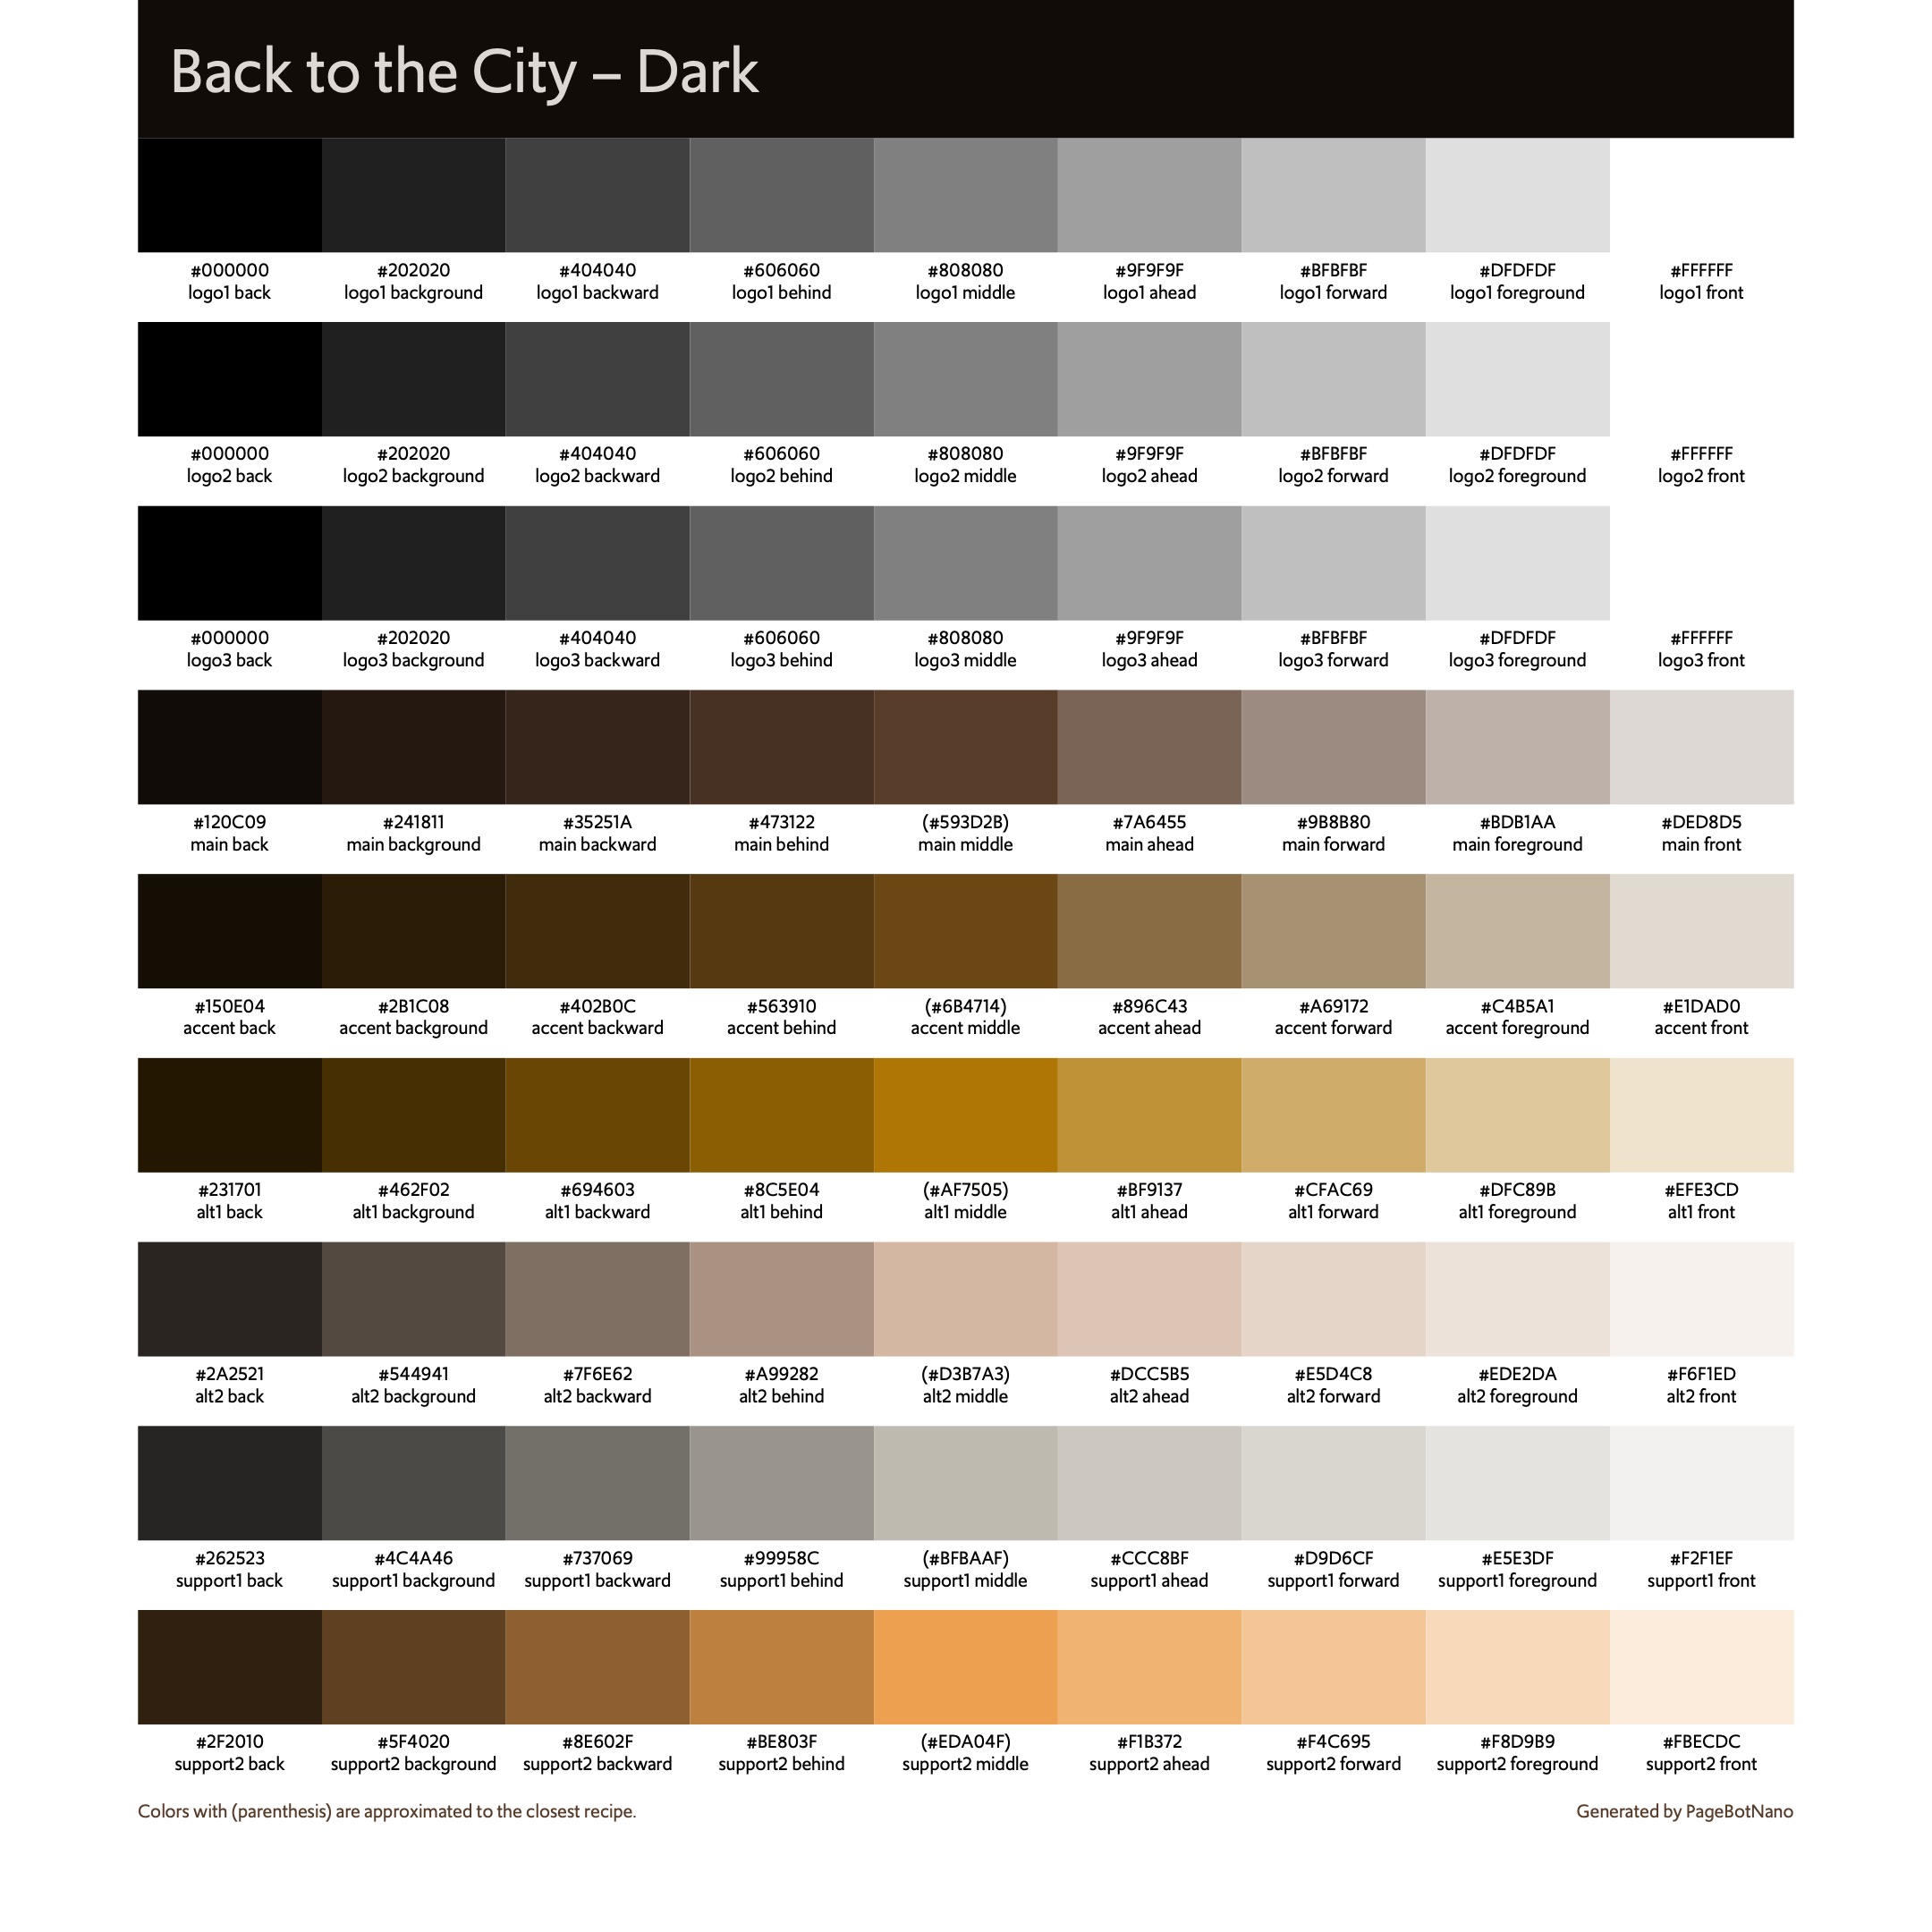 Back to the City – Dark
#000000 #202020 #404040 #606060 #808080 #9F9F9F #BFBFBF #DFDFDF #FFFFFF
logo1 back logo1 background logo1 backward logo1 behind logo1 middle logo1 ahead logo1 forward logo1 foreground logo1 front
#000000 #202020 #404040 #606060 #808080 #9F9F9F #BFBFBF #DFDFDF #FFFFFF
logo2 back logo2 background logo2 backward logo2 behind logo2 middle logo2 ahead logo2 forward logo2 foreground logo2 front
#000000 #202020 #404040 #606060 #808080 #9F9F9F #BFBFBF #DFDFDF #FFFFFF
logo3 back logo3 background logo3 backward logo3 behind logo3 middle logo3 ahead logo3 forward logo3 foreground logo3 front
#120C09 #241811 #35251A #473122 (#593D2B) #7A6455 #9B8B80 #BDB1AA #DED8D5
main back main background main backward main behind main middle main ahead main forward main foreground main front
#150E04 #2B1C08 #402B0C #563910 (#6B4714) #896C43 #A69172 #C4B5A1 #E1DAD0
accent back accent background accent backward accent behind accent middle accent ahead accent forward accent foreground accent front
#231701 #462F02 #694603 #8C5E04 (#AF7505) #BF9137 #CFAC69 #DFC89B #EFE3CD
alt1 back alt1 background alt1 backward alt1 behind alt1 middle alt1 ahead alt1 forward alt1 foreground alt1 front
#2A2521 #544941 #7F6E62 #A99282 (#D3B7A3) #DCC5B5 #E5D4C8 #EDE2DA #F6F1ED
alt2 back alt2 background alt2 backward alt2 behind alt2 middle alt2 ahead alt2 forward alt2 foreground alt2 front
#262523 #4C4A46 #737069 #99958C (#BFBAAF) #CCC8BF #D9D6CF #E5E3DF #F2F1EF
support1 back support1 background support1 backward support1 behind support1 middle support1 ahead support1 forward support1 foreground support1 front
#2F2010 #5F4020 #8E602F #BE803F (#EDA04F) #F1B372 #F4C695 #F8D9B9 #FBECDC
support2 back support2 background support2 backward support2 behind support2 middle support2 ahead support2 forward support2 foreground support2 front
Colors with (parenthesis) are approximated to the closest recipe. Generated by PageBotNano